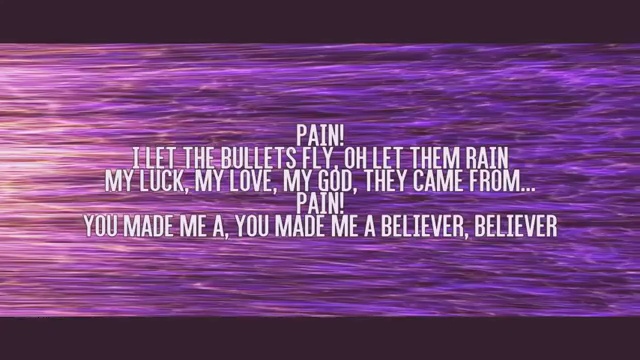 PAIN!
I LET THE BULLETS FLY, OH LET THEM RAIN
MY LUCK, MY LOVE, MY GOD, THEY CAME FROM...
PAIN!
YOU MADE ME A, YOU MADE ME A BELIEVER, BELIEVER